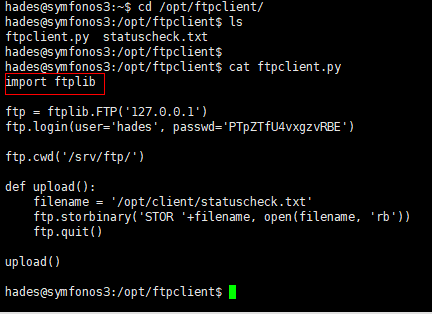 hades@symfonos3:~$ cd /opt/ftpclient/
hades@symfonos3:/opt/ftpclient$ ls
ftpclient.py  statuscheck.txt
hades@symfonos3:/opt/ftpclient$
hades@symfonos3:/opt/ftpclient$ cat ftpclient.py
import ftplib
ftp = ftplib.FTP('127.0.0.1')
ftp.login(user='hades', passwd='PTpZTfU4vxgzvRBE')
ftp.cwd('/srv/ftp/')
def upload():
    filename = '/opt/client/statuscheck.txt'
    ftp.storbinary('STOR '+filename, open(filename, 'rb'))
    ftp.quit()
upload()
hades@symfonos3:/opt/ftpclient$